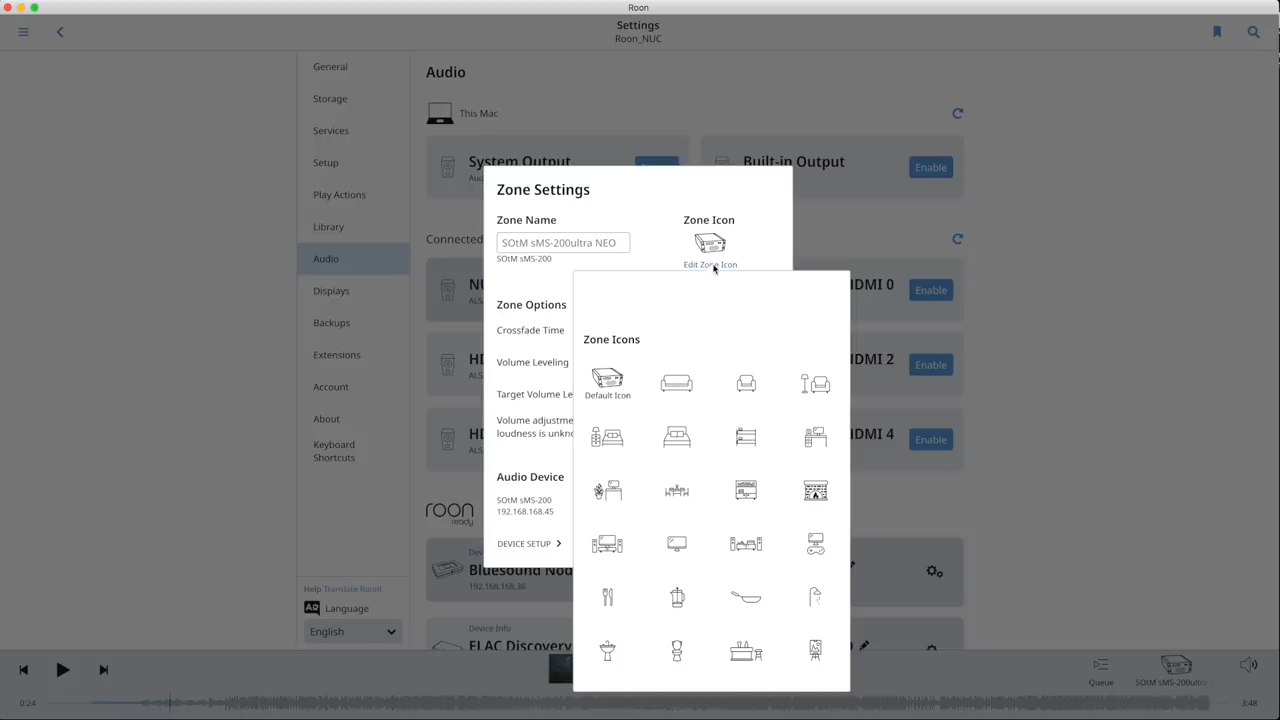 Roon
Settings
Roon_NUC
General
Storage
Services
Setup
Play Actions
Library
Audio
Displays
Backups
Extensions
Account
About
Keyboard
Shortcuts
Help Translate Roon!
Language
English
Audio
This Mac
System Output
Built-in Output
Enable
Connected
HDMI 0
Enable
DMI 2
Enable
DMI 4
Enable
roon
ready
Bluesound Nod
192.168.168.36
Device Info
ELAC Discovery
Zone Settings
Zone Name
SOtM sMS-200ultra NEO
SOtM sMS-200
Zone Icon
Edit Zone Icon
Zone Options
Crossfade Time
Volume Leveling
Target Volume Le
Volume adjustme
loudness is unkno
Audio Device
SOtM sMS-200
192.168.168.45
DEVICE SETUP
Zone Icons
Default Icon
0:24
Queue
SOtM sMS-200ultra
3:48